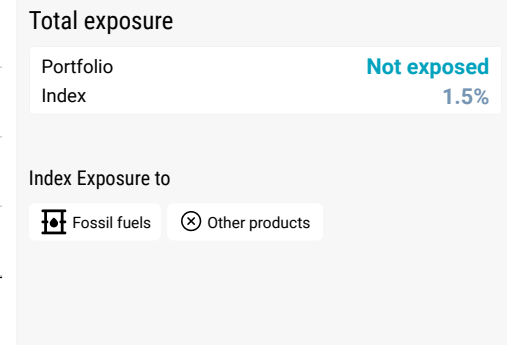 Total exposure
Portfolio Not exposed
Index 1.5%
Index Exposure to
Fossil fuels Other products